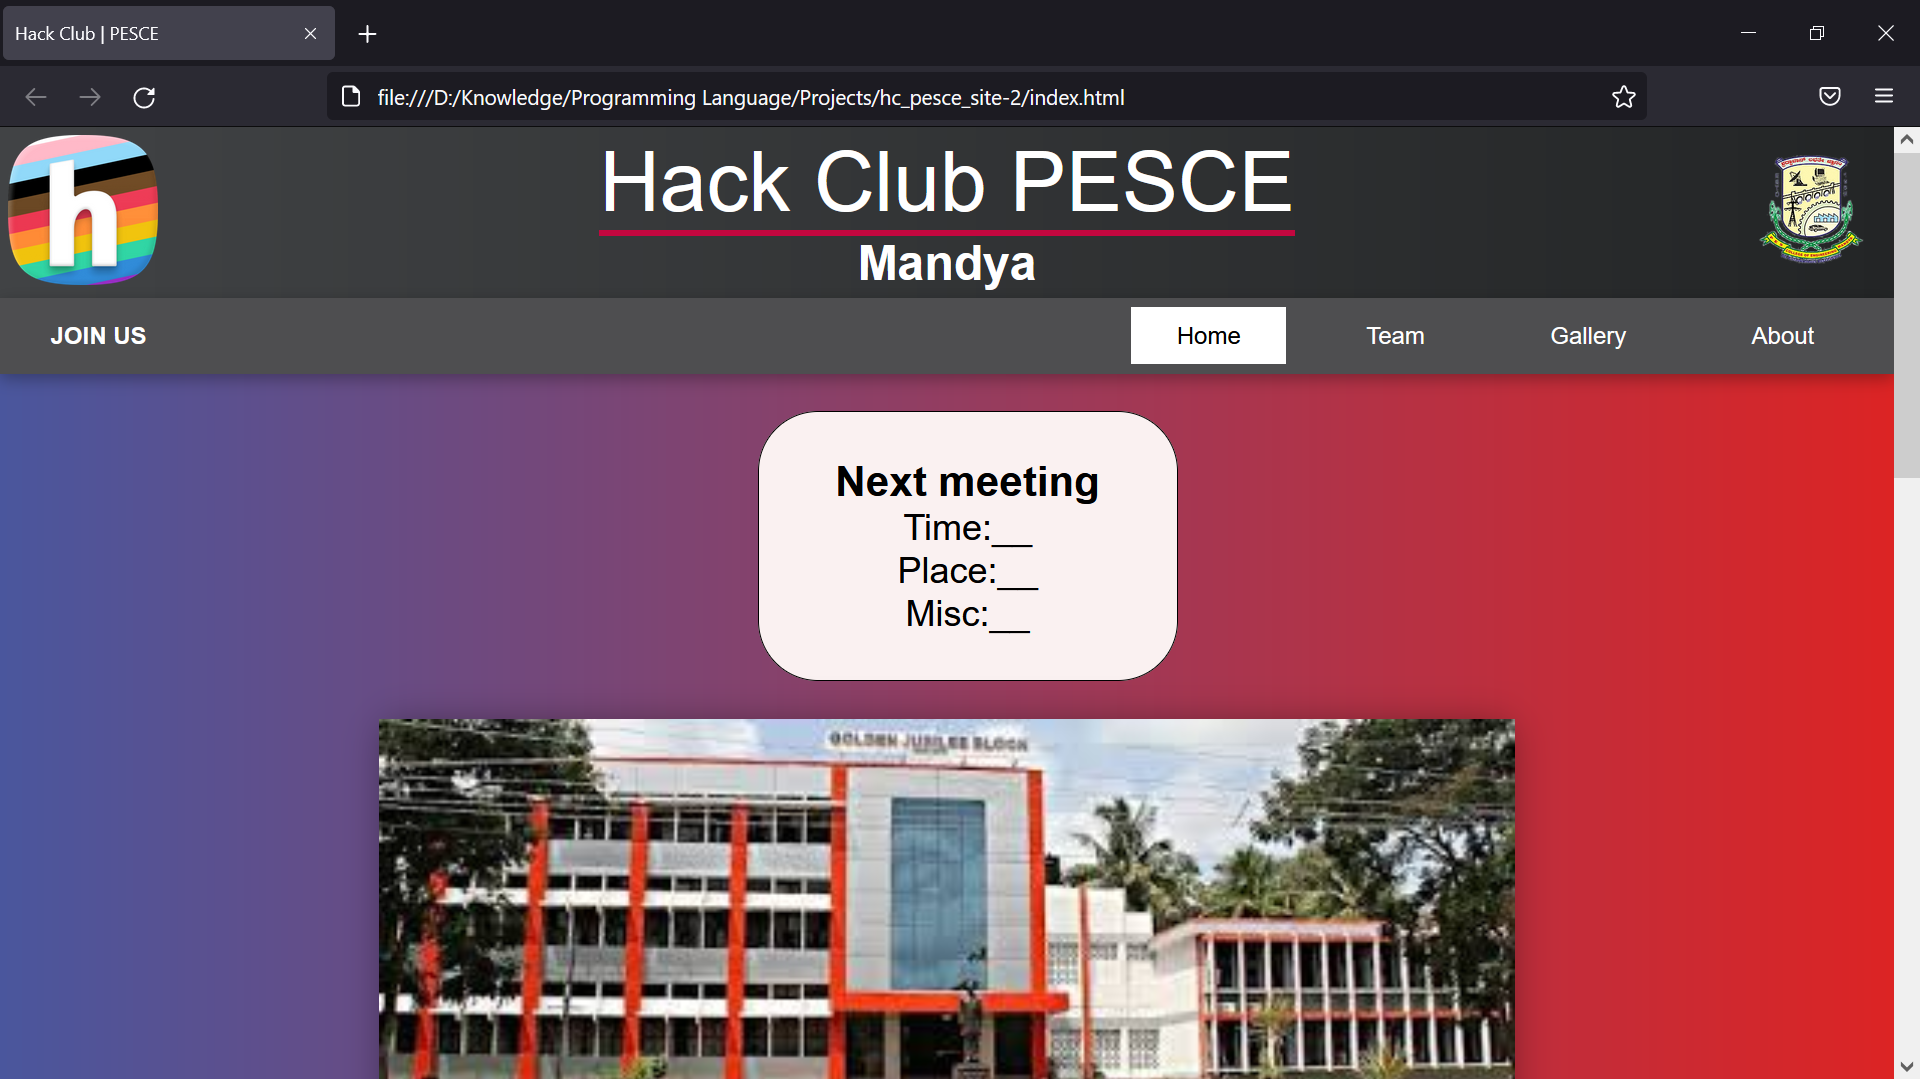 Hack Club | PESCE
file:///D:/Knowledge/Programming Language/Projects/hc_pesce_site-2/index.html
h
Hack Club PESCE
Mandya
JOIN US
Home
Team
Gallery
About
Next meeting
Time:__
Place:__
Misc:__
GOLDEN JUBILEE BLOCK